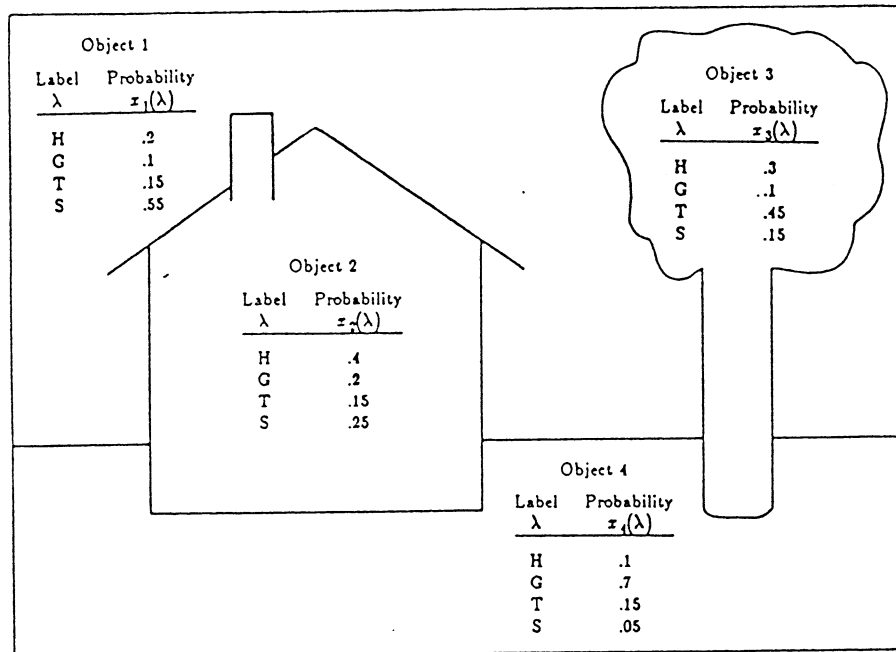 Object 1
Label Probability
λ x₁(λ)
H .2
G .1
T .15
S .55
Object 2
Label Probability
λ x₂(λ)
H .4
G .2
T .15
S .25
Object 3
Label Probability
λ x₃(λ)
H .3
G ..1
T .45
S .15
Object 4
Label Probability
λ x₄(λ)
H .1
G .7
T .15
S .05